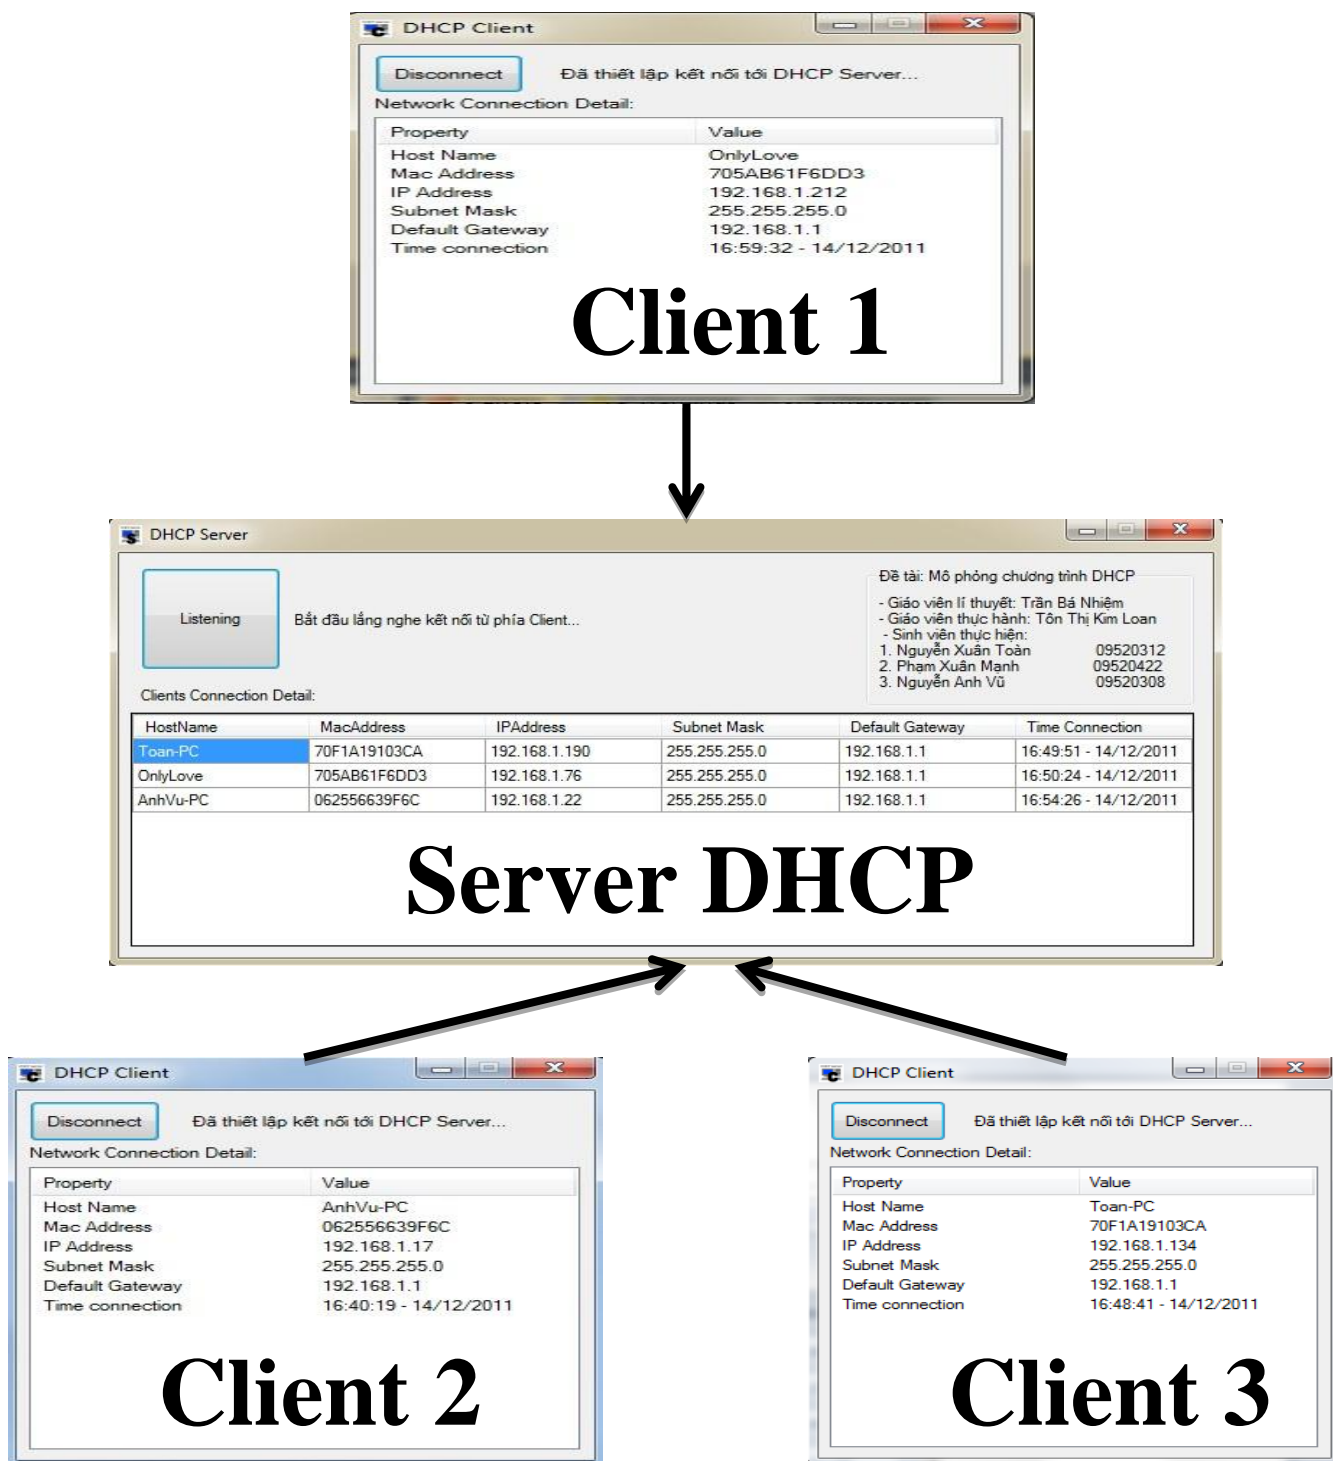 DHCP Client
Disconnect Đã thiết lập kết nối tới DHCP Server...
Network Connection Detail:
Property Value
Host Name OnlyLove
Mac Address 705AB61F6DD3
IP Address 192.168.1.212
Subnet Mask 255.255.255.0
Default Gateway 192.168.1.1
Time connection 16:59:32 - 14/12/2011
Client 1
DHCP Server
Listening Bắt đầu lắng nghe kết nối từ phía Client...
Đề tài: Mô phỏng chương trình DHCP
- Giáo viên lí thuyết: Trần Bá Nhiệm
- Giáo viên thực hành: Tôn Thị Kim Loan
- Sinh viên thực hiện:
1. Nguyễn Xuân Toàn 09520312
2. Phạm Xuân Mạnh 09520422
3. Nguyễn Anh Vũ 09520308
Clients Connection Detail:
HostName MacAddress IPAddress Subnet Mask Default Gateway Time Connection
Toan-PC 70F1A19103CA 192.168.1.190 255.255.255.0 192.168.1.1 16:49:51 - 14/12/2011
OnlyLove 705AB61F6DD3 192.168.1.76 255.255.255.0 192.168.1.1 16:50:24 - 14/12/2011
AnhVu-PC 062556639F6C 192.168.1.22 255.255.255.0 192.168.1.1 16:54:26 - 14/12/2011
Server DHCP
DHCP Client
Disconnect Đã thiết lập kết nối tới DHCP Server...
Network Connection Detail:
Property Value
Host Name AnhVu-PC
Mac Address 062556639F6C
IP Address 192.168.1.17
Subnet Mask 255.255.255.0
Default Gateway 192.168.1.1
Time connection 16:40:19 - 14/12/2011
Client 2
DHCP Client
Disconnect Đã thiết lập kết nối tới DHCP Server...
Network Connection Detail:
Property Value
Host Name Toan-PC
Mac Address 70F1A19103CA
IP Address 192.168.1.134
Subnet Mask 255.255.255.0
Default Gateway 192.168.1.1
Time connection 16:48:41 - 14/12/2011
Client 3